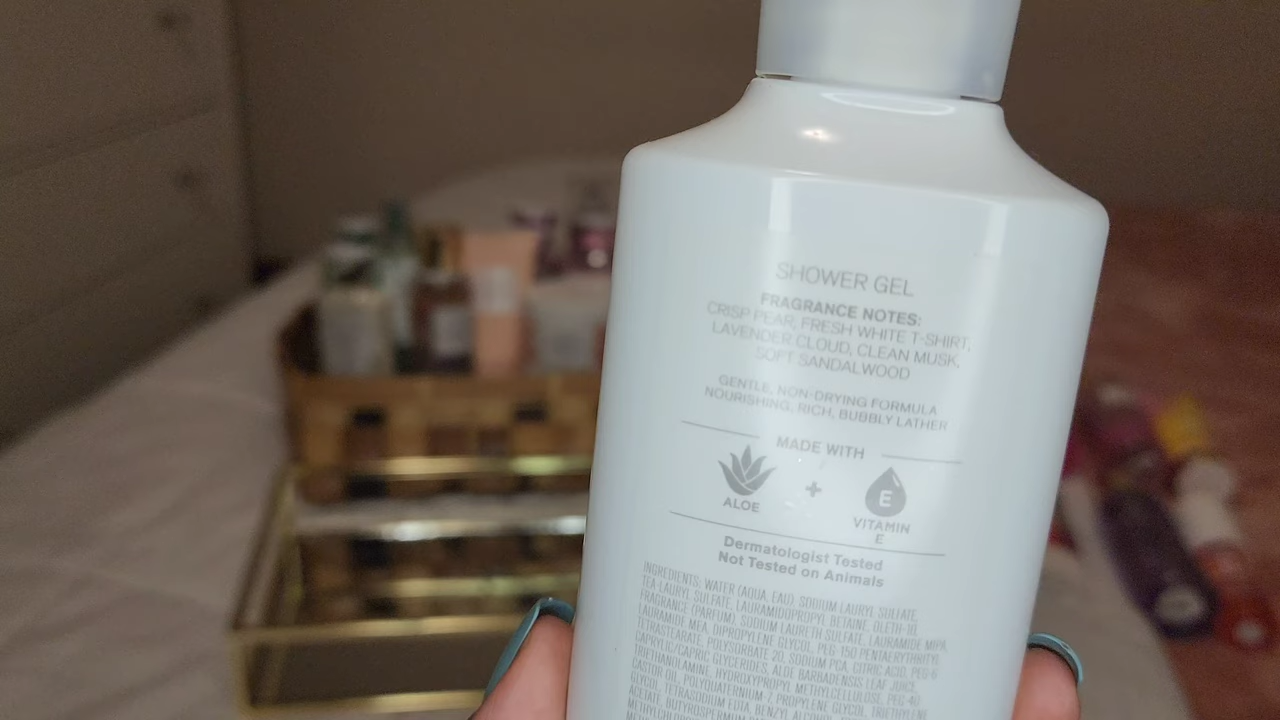 SHOWER GEL
FRAGRANCE NOTES:
CRISP PEAR, FRESH WHITE T-SHIRT,
LAVENDER CLOUD, CLEAN MUSK,
SOFT SANDALWOOD
GENTLE, NON-DRYING FORMULA
NOURISHING, RICH, BUBBLY LATHER
MADE WITH
ALOE
+
E
VITAMIN
E
Dermatologist Tested
Not Tested on Animals
INGREDIENTS: WATER (AQUA, EAU), SODIUM LAURYL SULFATE,
TEA-LAURYL SULFATE, LAURAMIDOPROPYL BETAINE, OLETH-10,
FRAGRANCE (PARFUM), SODIUM LAURETH SULFATE, LAURAMIDE MIPA,
LAURAMIDE MEA, DIPROPYLENE GLYCOL, PEG-150 PENTAERYTHRITYL
TETRASTEARATE, POLYSORBATE 20, SODIUM PCA, CITRIC ACID, PEG-6
CAPRYLIC/CAPRIC GLYCERIDES, ALOE BARBADENSIS LEAF JUICE,
TRIETHANOLAMINE, HYDROXYPROPYL METHYLCELLULOSE, PEG-40
CASTOR OIL, POLYQUATERNIUM-7, PROPYLENE GLYCOL, TRIETHYLENE
GLYCOL, TETRASODIUM EDTA, BENZYL ALCOHOL,
ACETATE, BUTYROSPERMUM